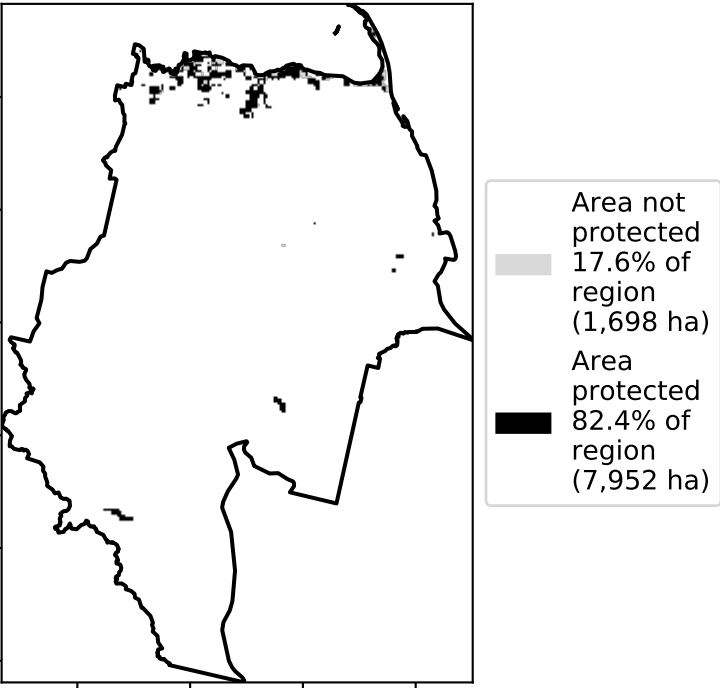 Area not
protected
17.6% of
region
(1,698 ha)
Area
protected
82.4% of
region
(7,952 ha)